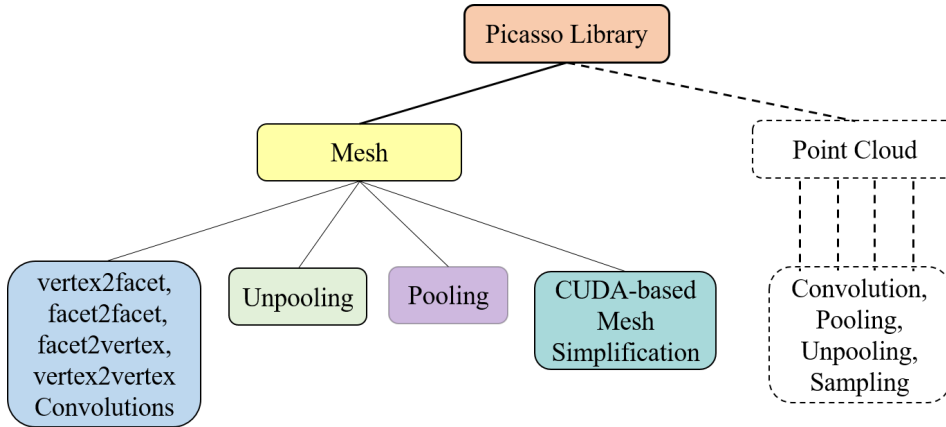 Picasso Library
Mesh
Point Cloud
vertex2facet,
facet2facet,
facet2vertex,
vertex2vertex
Convolutions
Unpooling
Pooling
CUDA-based
Mesh
Simplification
Convolution,
Pooling,
Unpooling,
Sampling